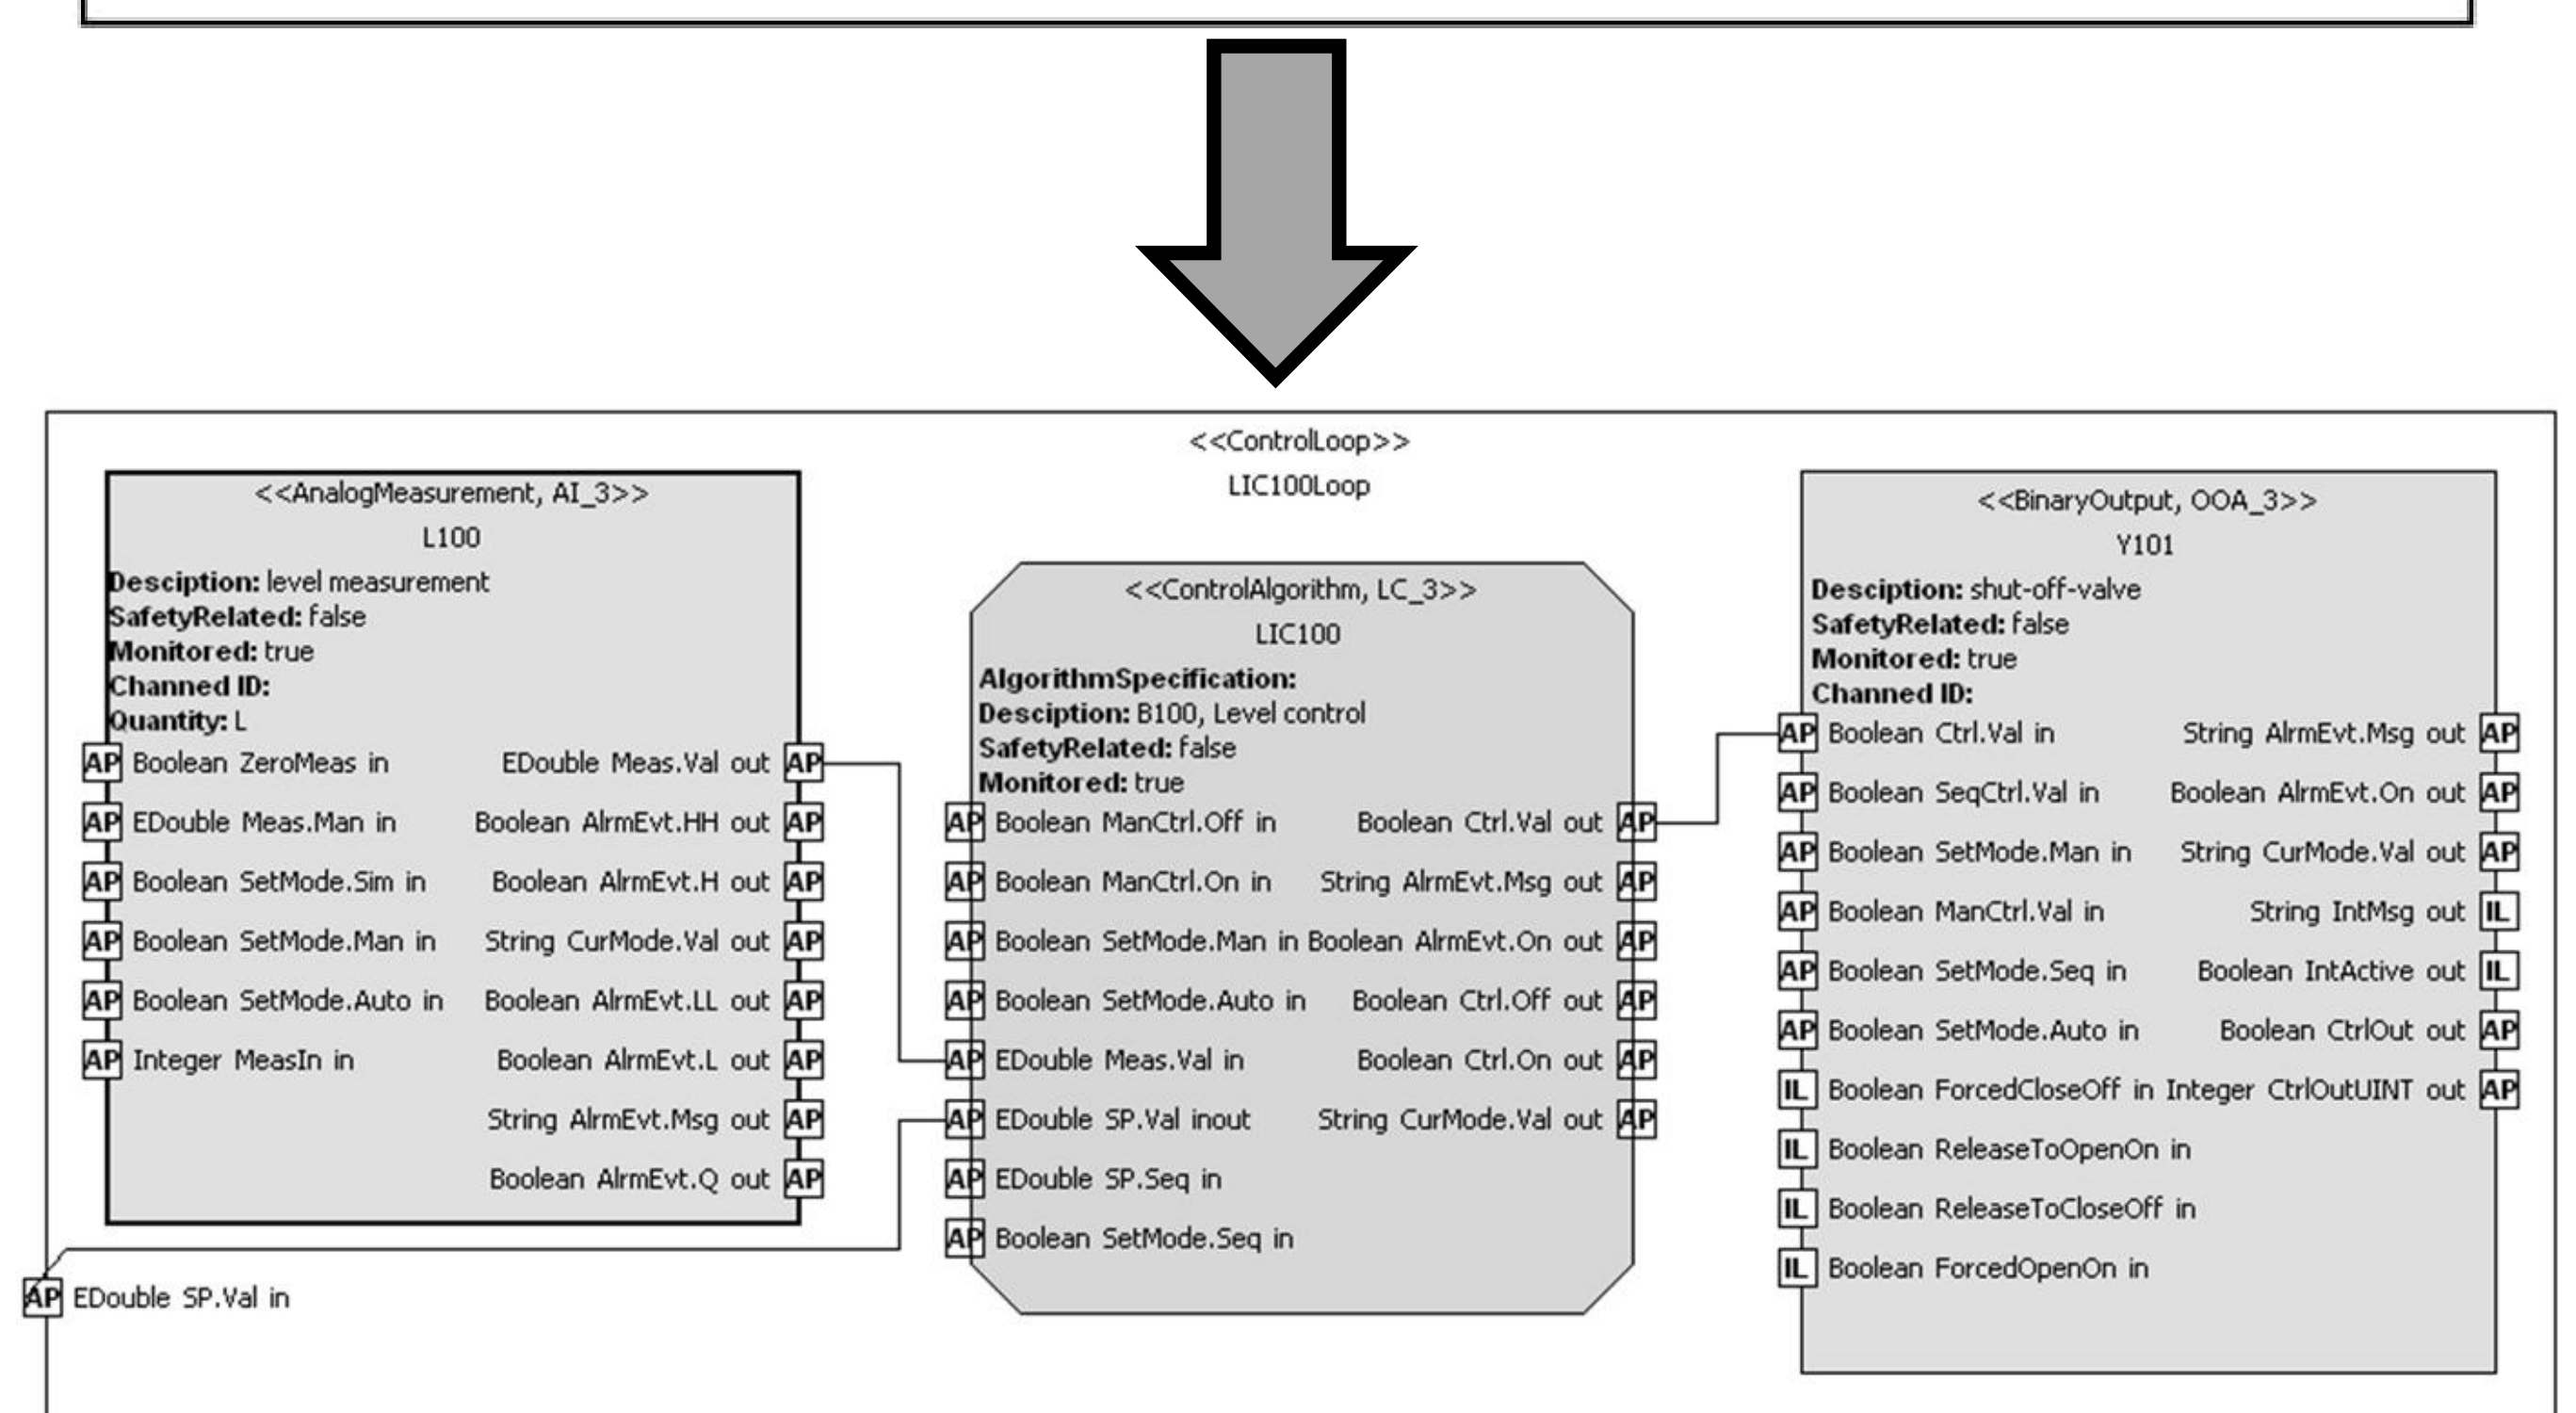 <<ControlLoop>>
LIC100Loop
<<AnalogMeasurement, AI_3>>
L100
Desciption: level measurement
SafetyRelated: false
Monitored: true
Channed ID:
Quantity: L
AP Boolean ZeroMeas in EDouble Meas.Val out AP
AP EDouble Meas.Man in Boolean AlrmEvt.HH out AP
AP Boolean SetMode.Sim in Boolean AlrmEvt.H out AP
AP Boolean SetMode.Man in String CurMode.Val out AP
AP Boolean SetMode.Auto in Boolean AlrmEvt.LL out AP
AP Integer MeasIn in Boolean AlrmEvt.L out AP
String AlrmEvt.Msg out AP
Boolean AlrmEvt.Q out AP
AP EDouble SP.Val in
<<ControlAlgorithm, LC_3>>
LIC100
AlgorithmSpecification:
Desciption: B100, Level control
SafetyRelated: false
Monitored: true
AP Boolean ManCtrl.Off in Boolean Ctrl.Val out AP
AP Boolean ManCtrl.On in String AlrmEvt.Msg out AP
AP Boolean SetMode.Man in Boolean AlrmEvt.On out AP
AP Boolean SetMode.Auto in Boolean Ctrl.Off out AP
AP EDouble Meas.Val in Boolean Ctrl.On out AP
AP EDouble SP.Val inout String CurMode.Val out AP
AP EDouble SP.Seq in
AP Boolean SetMode.Seq in
<<BinaryOutput, OOA_3>>
Y101
Desciption: shut-off-valve
SafetyRelated: false
Monitored: true
Channed ID:
AP Boolean Ctrl.Val in String AlrmEvt.Msg out AP
AP Boolean SeqCtrl.Val in Boolean AlrmEvt.On out AP
AP Boolean SetMode.Man in String CurMode.Val out AP
AP Boolean ManCtrl.Val in String IntMsg out IL
AP Boolean SetMode.Seq in Boolean IntActive out IL
AP Boolean SetMode.Auto in Boolean CtrlOut out AP
IL Boolean ForcedCloseOff in Integer CtrlOutUINT out AP
IL Boolean ReleaseToOpenOn in
IL Boolean ReleaseToCloseOff in
IL Boolean ForcedOpenOn in